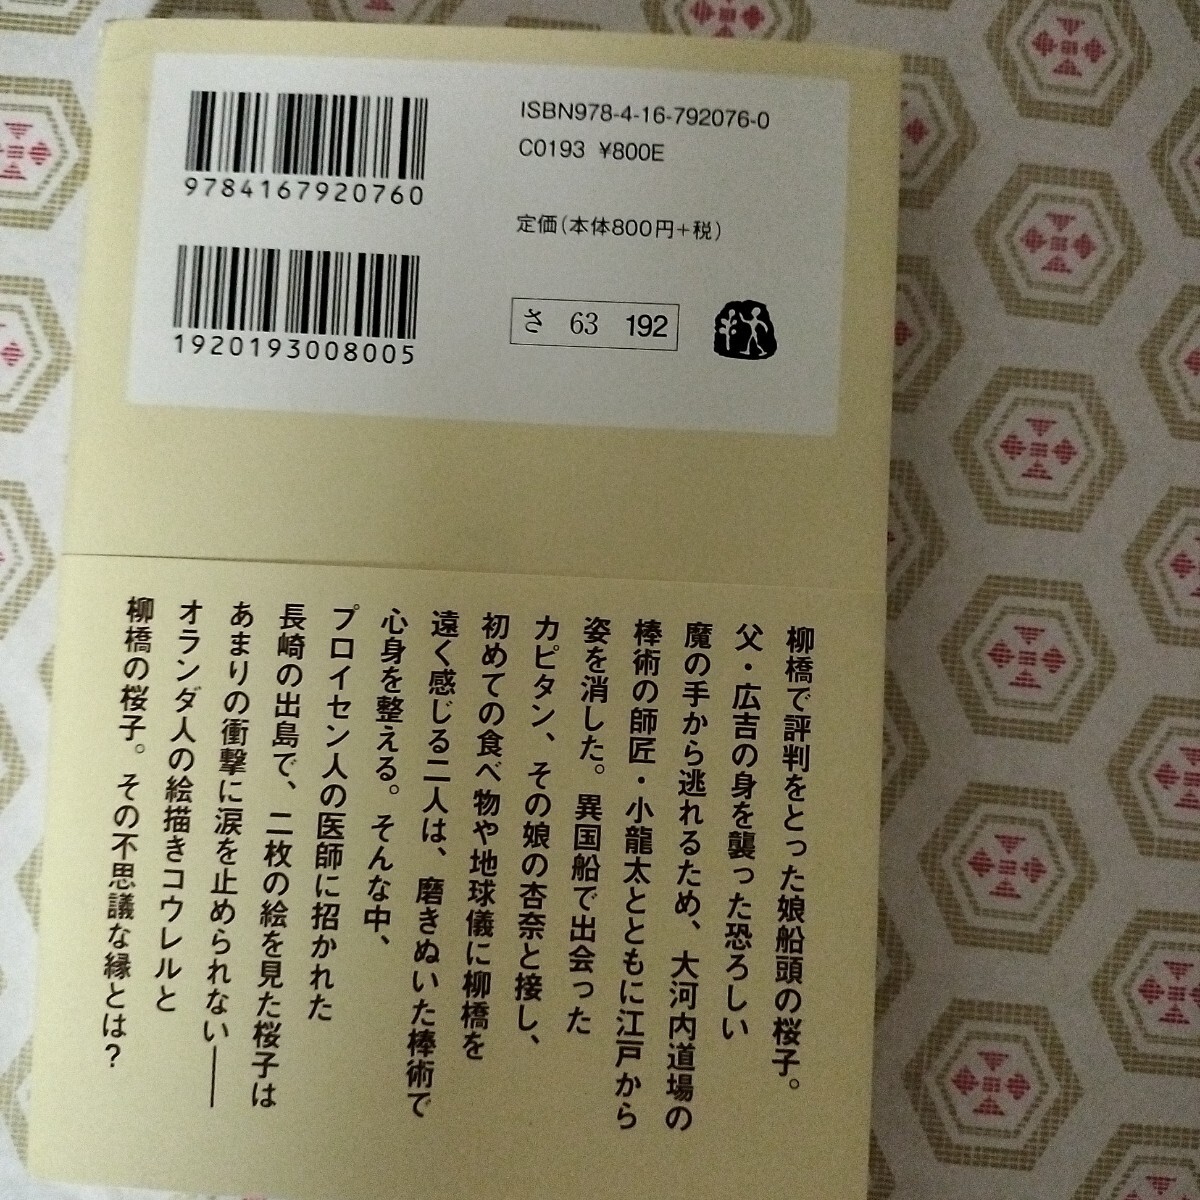 ISBN978-4-16-792076-0
C0193 ¥800E
9784167920760
定価(本体800円+税)
1920193008005
さ 63 192
柳橋で評判をとった娘船頭の桜子。
父・広吉の身を襲った恐ろしい
魔の手から逃れるため、大河内道場の
棒術の師匠・小龍太とともに江戸から
姿を消した。異国船で出会った
カピタン、その娘の杏奈と接し、
初めての食べ物や地球儀に柳橋を
遠く感じる二人は、磨きぬいた棒術で
心身を整える。そんな中、
プロイセン人の医師に招かれた
長崎の出島で、二枚の絵を見た桜子は
あまりの衝撃に涙を止められない――
オランダ人の絵描きコウレルと
柳橋の桜子。その不思議な縁とは?